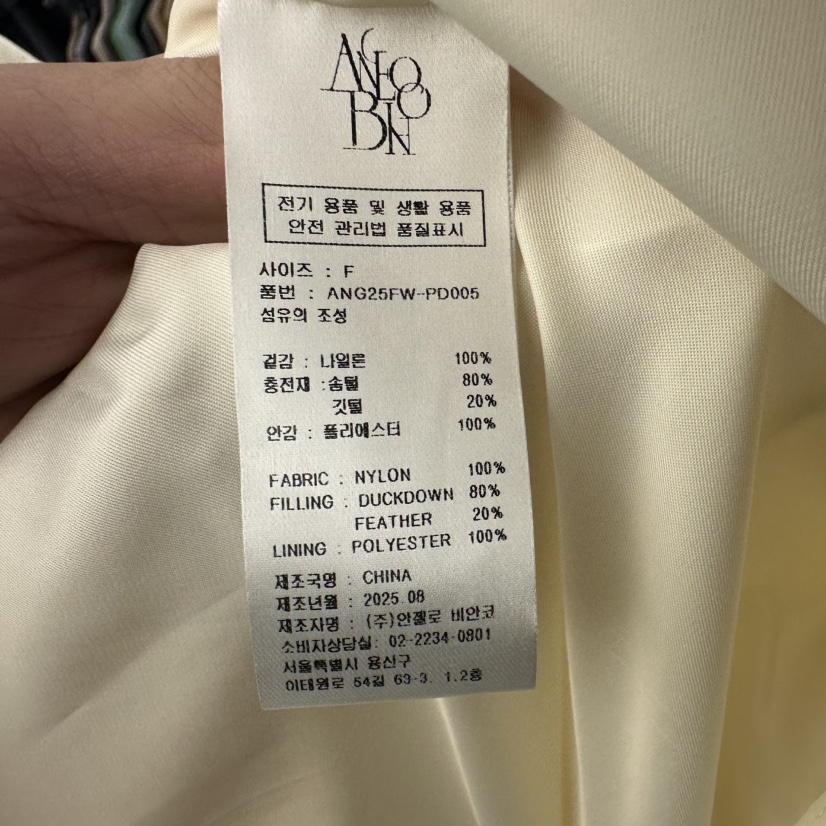 전기 용품 및 생활 용품
안전 관리법 품질표시
사이즈 : F
품번 : ANG25FW-PD005
섬유의 조성
겉감 : 나일론 100%
충전재 : 솜털 80%
깃털 20%
안감 : 폴리에스터 100%
FABRIC : NYLON 100%
FILLING : DUCKDOWN 80%
FEATHER 20%
LINING : POLYESTER 100%
제조국명 : CHINA
제조년월 : 2025.08
제조자명 : (주)안젤로 비안코
소비자상담실: 02-2234-0801
서울특별시 용산구
이태원로 54길 63-3. 1.2층